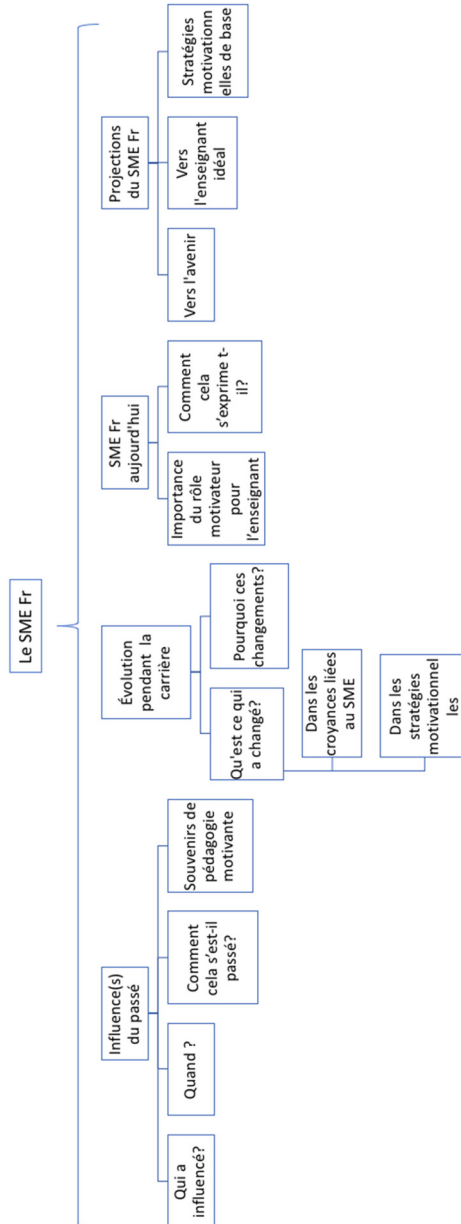 Le SME Fr
Influence(s)
du passé
Qui a
influencé?
Quand ?
Comment
cela s'est-il
passé?
Souvenirs de
pédagogie
motivante
Évolution
pendant la
carrière
Qu'est ce qui
a changé?
Dans les
croyances liées
au SME
Dans les
stratégies
motivationnel
les
Pourquoi ces
changements?
SME Fr
aujourd'hui
Importance
du rôle
motivateur
pour
l'enseignant
Comment
cela
s'exprime t-
il?
Projections
du SME Fr
Vers l'avenir
Vers
l'enseignant
idéal
Stratégies
motivationn
elles de base